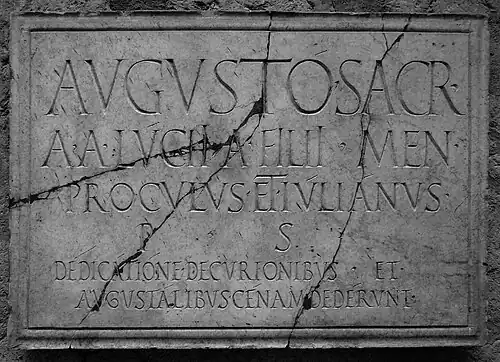 AVGVSTO·SACR·
A·A·LVCII·A·FILII·MEN·
PROCVLVS·ET·IVLIANVS·
P·S·
DEDICATIONE·DECVRIONIBVS·ET·
AVGVSTALIBVS·CENAM·DEDERVNT·